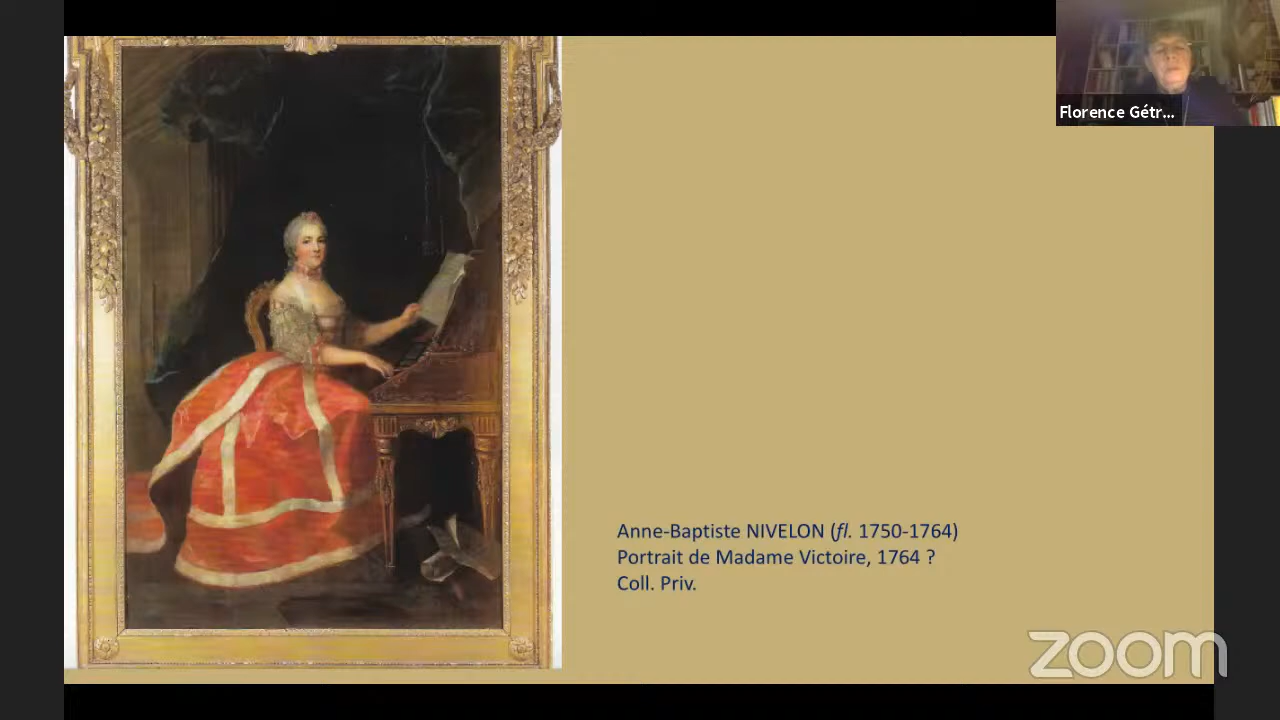 Florence Gétr...
Anne-Baptiste NIVELON (fl. 1750-1764)
Portrait de Madame Victoire, 1764 ?
Coll. Priv.
zoom